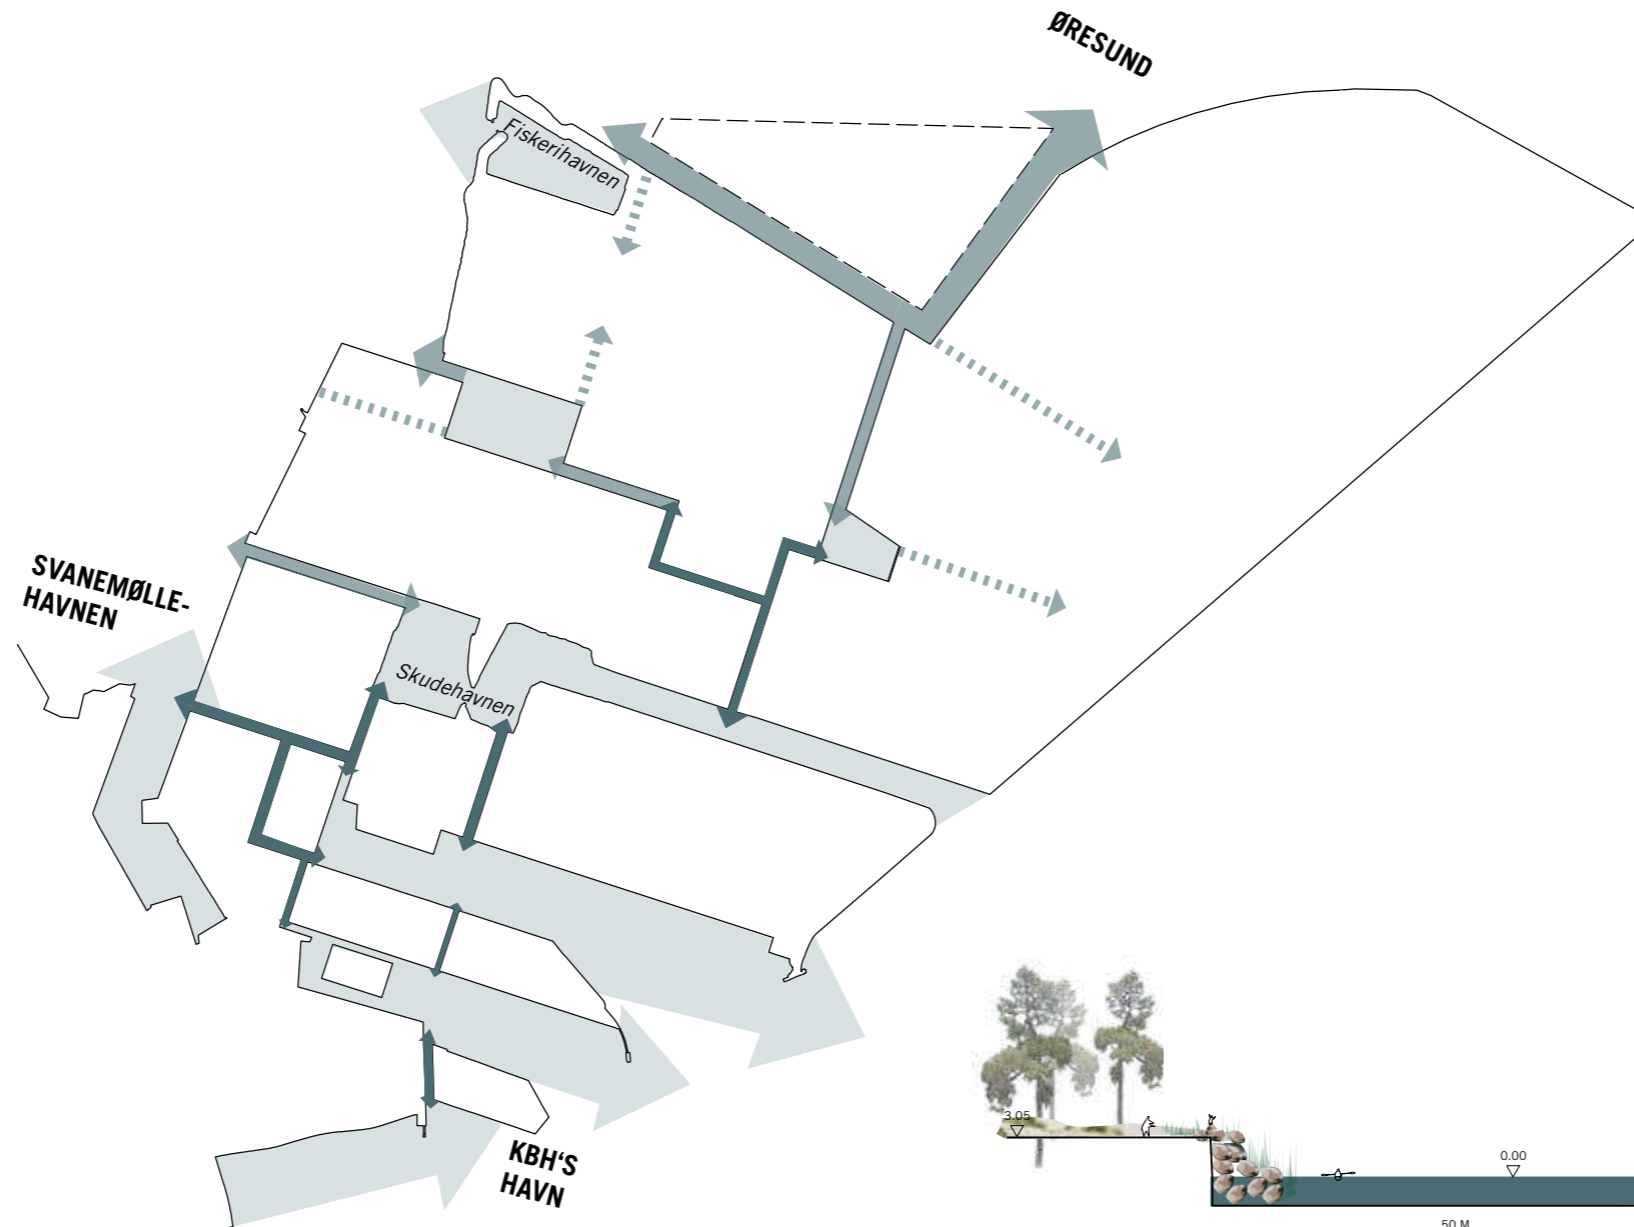 ØRESUND
Fiskerihavnen
SVANEMØLLE-
HAVNEN
Skudehavnen
KBH‘S
HAVN
3.05
0.00
50 M